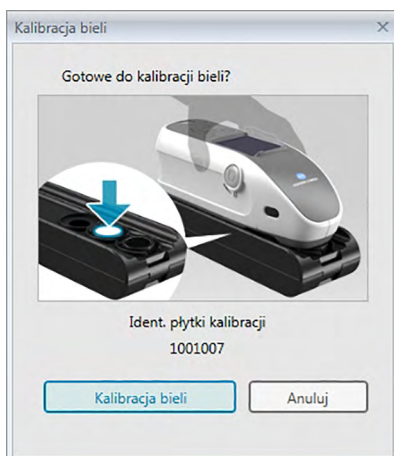 Kalibracja bieli
Gotowe do kalibracji bieli?
Ident. płytki kalibracji
1001007
Kalibracja bieli
Anuluj